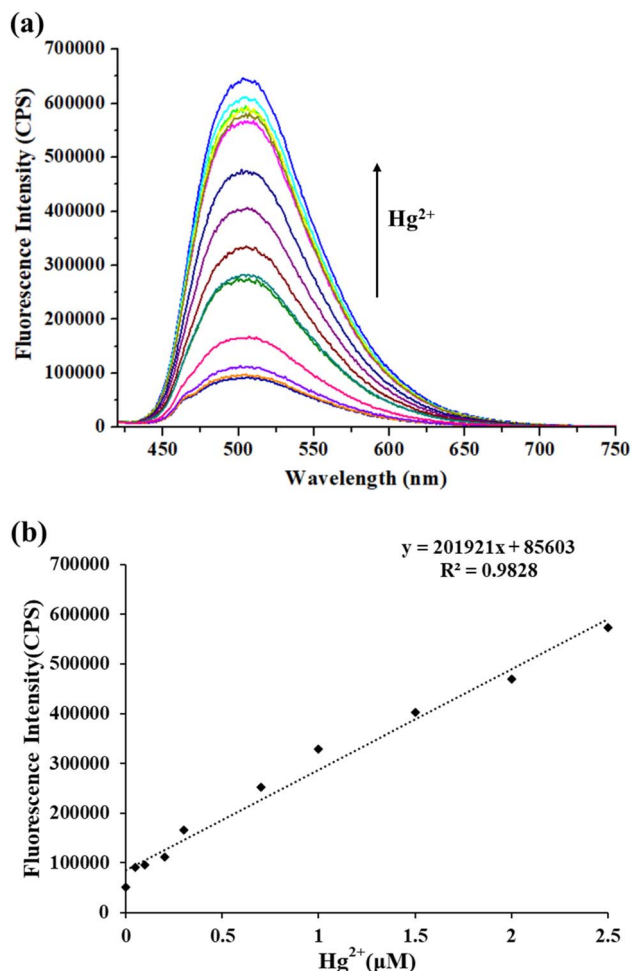 (a)
700000
600000
500000
400000
300000
200000
100000
0
Fluorescence Intensity (CPS)
Hg²⁺
450 500 550 600 650 700 750
Wavelength (nm)
(b)
y = 201921x + 85603
R² = 0.9828
700000
600000
500000
400000
300000
200000
100000
0
Fluorescence Intensity(CPS)
0 0.5 1 1.5 2 2.5
Hg²⁺(µM)